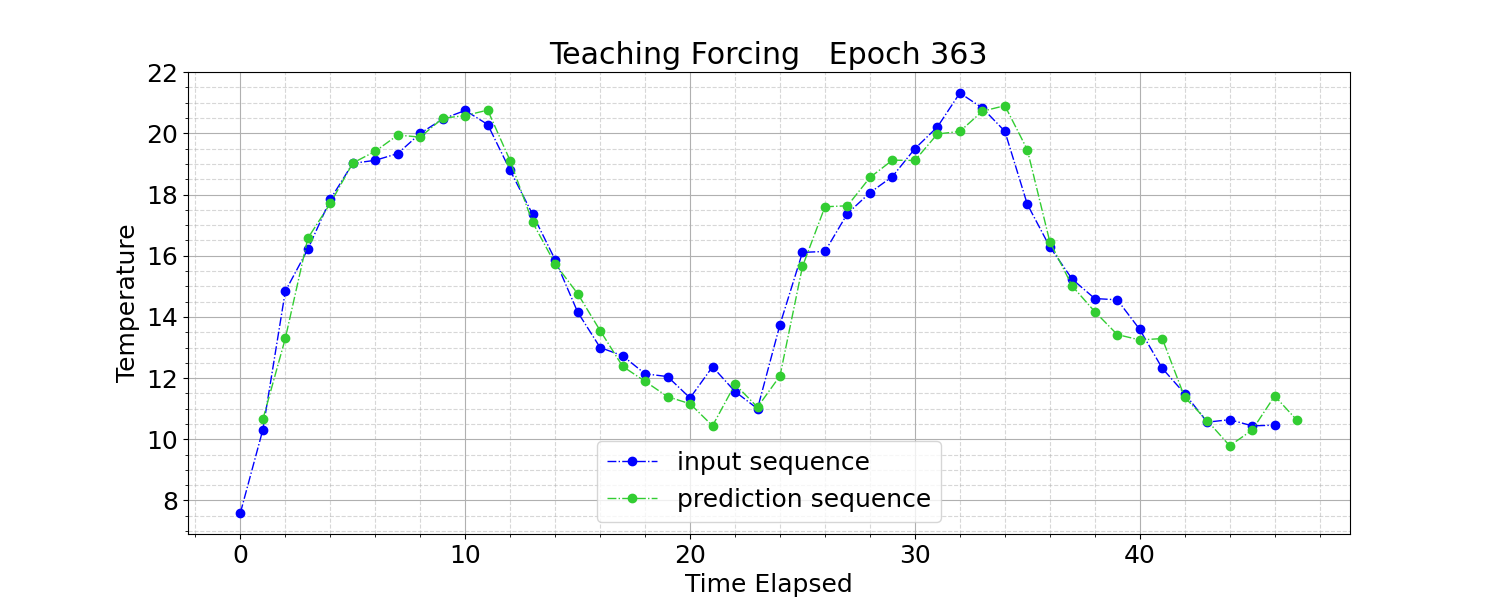 Teaching Forcing   Epoch 363
22
20
18
16
14
12
10
8
Temperature
input sequence
prediction sequence
0 10 20 30 40
Time Elapsed